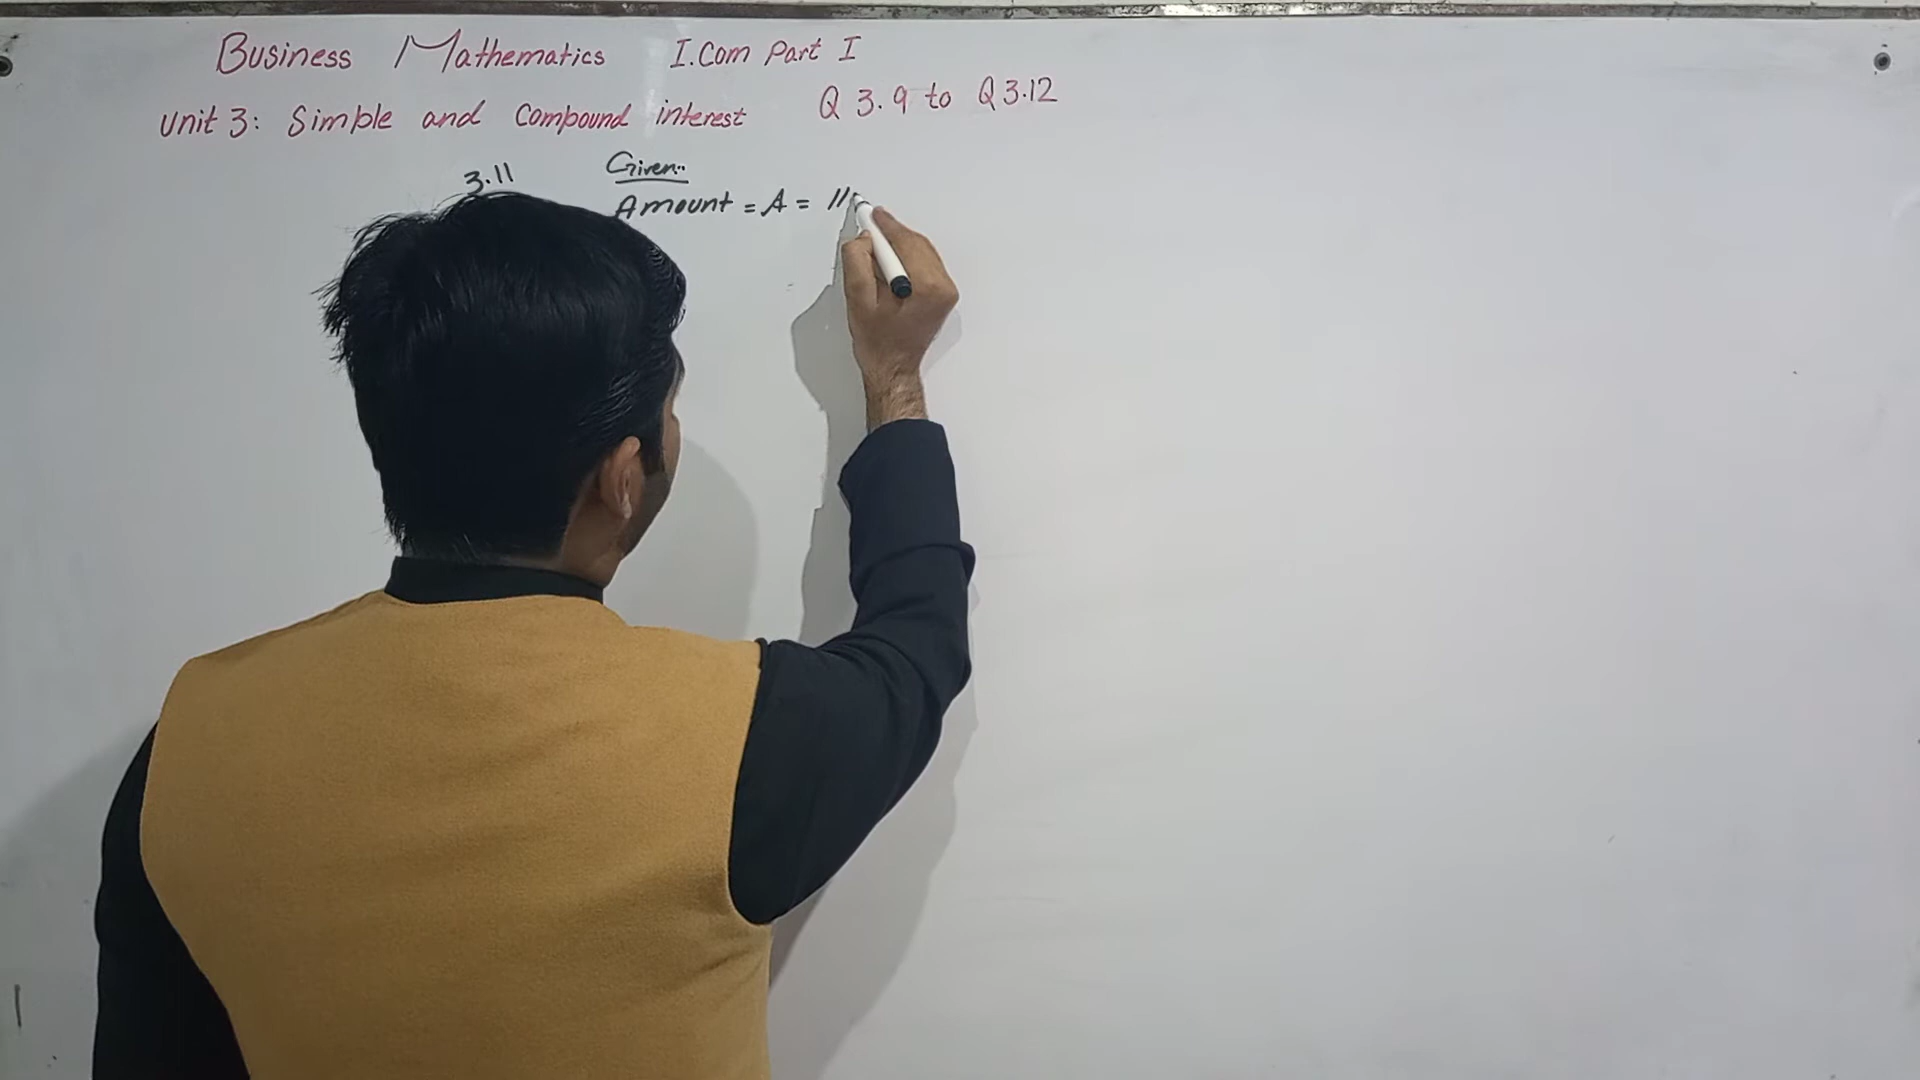 Business Mathematics I.Com Part I
Unit 3: Simple and Compound interest Q 3.9 to Q 3.12
3.11 Given:-
Amount = A = 11